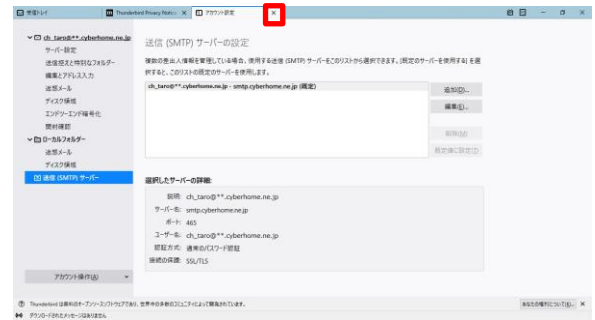 受信トレイ
Thunderbird Privacy Notice ×
アカウント設定 ×
ch_taro@**.cyberhome.ne.jp
サーバー設定
送信控えと特別なフォルダー
編集とアドレス入力
迷惑メール
ディスク領域
エンドツーエンド暗号化
開封確認
ローカルフォルダー
迷惑メール
ディスク領域
送信 (SMTP) サーバー
アカウント操作(A)
送信 (SMTP) サーバーの設定
複数の差出人情報を管理している場合、使用する送信 (SMTP) サーバーをこのリストから選択できます。[既定のサーバーを使用する] を選
択すると、このリストの既定のサーバーを使用します。
ch_taro@**.cyberhome.ne.jp - smtp.cyberhome.ne.jp (既定)
追加(D)...
編集(E)...
削除(M)
既定値に設定(T)
選択したサーバーの詳細:
説明: ch_taro@**.cyberhome.ne.jp
サーバー名: smtp.cyberhome.ne.jp
ポート: 465
ユーザー名: ch_taro@**.cyberhome.ne.jp
認証方式: 通常のパスワード認証
接続の保護: SSL/TLS
Thunderbird は無料のオープンソースソフトウェアであり、世界中の多数のコミュニティによって開発されています。
あなたの権利について(K)... ×
ダウンロードされたメッセージはありません